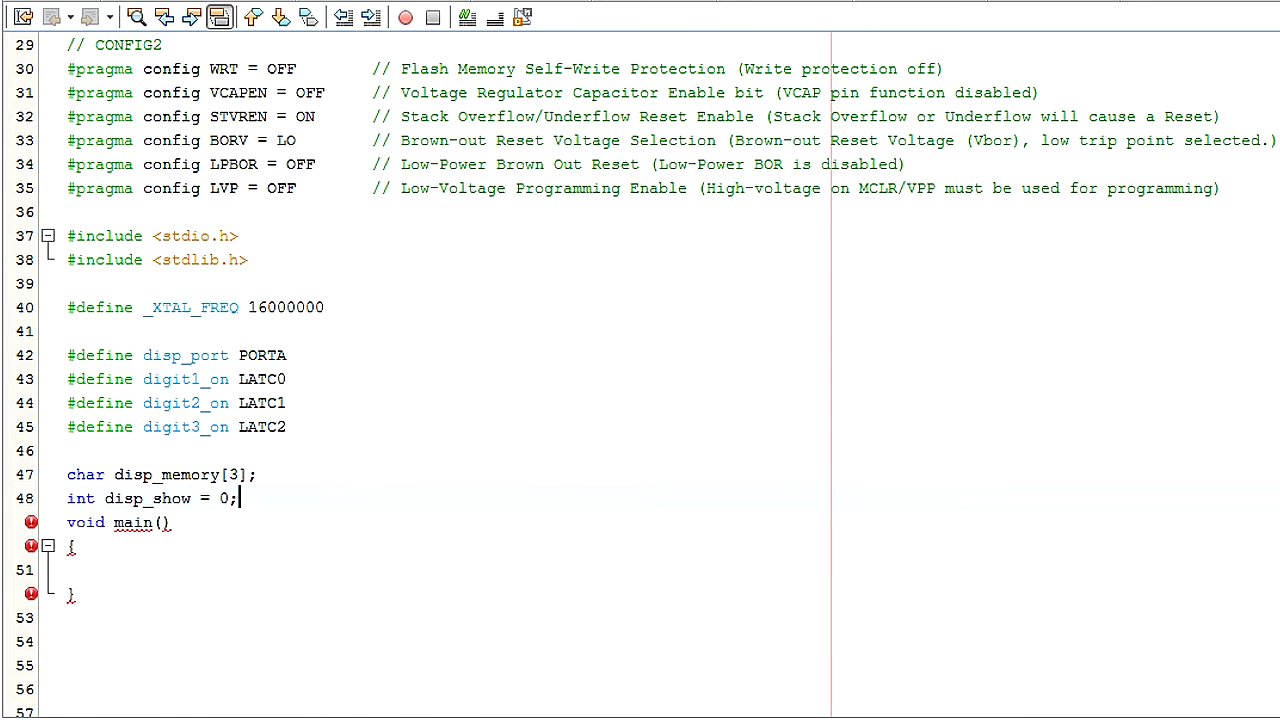 29 // CONFIG2
30 #pragma config WRT = OFF // Flash Memory Self-Write Protection (Write protection off)
31 #pragma config VCAPEN = OFF // Voltage Regulator Capacitor Enable bit (VCAP pin function disabled)
32 #pragma config STVREN = ON // Stack Overflow/Underflow Reset Enable (Stack Overflow or Underflow will cause a Reset)
33 #pragma config BORV = LO // Brown-out Reset Voltage Selection (Brown-out Reset Voltage (Vbor), low trip point selected.)
34 #pragma config LPBOR = OFF // Low-Power Brown Out Reset (Low-Power BOR is disabled)
35 #pragma config LVP = OFF // Low-Voltage Programming Enable (High-voltage on MCLR/VPP must be used for programming)
36
37 #include <stdio.h>
38 #include <stdlib.h>
39
40 #define _XTAL_FREQ 16000000
41
42 #define disp_port PORTA
43 #define digit1_on LATC0
44 #define digit2_on LATC1
45 #define digit3_on LATC2
46
47 char disp_memory[3];
48 int disp_show = 0;
void main()
{
51
}
53
54
55
56
57